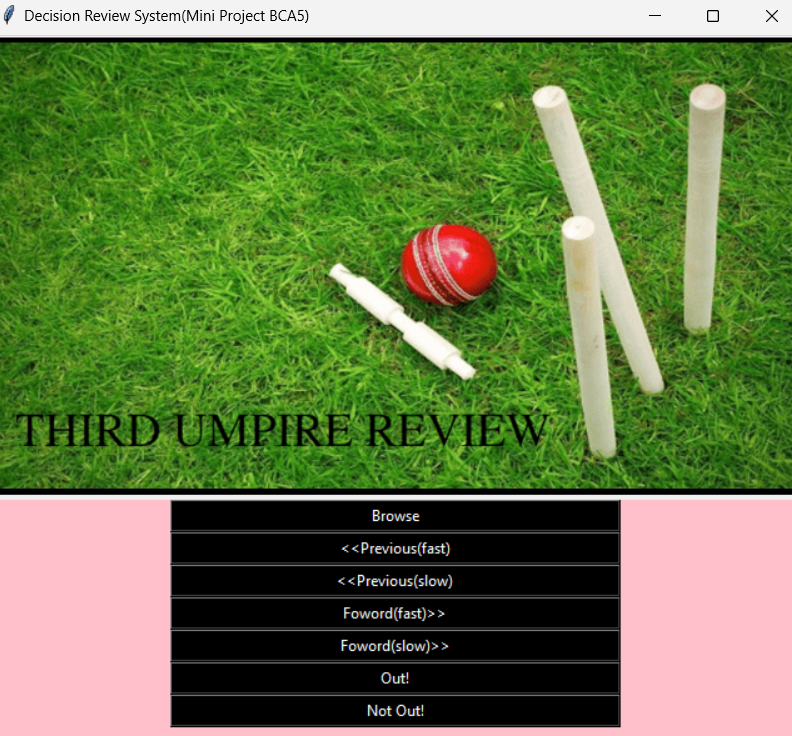 Decision Review System(Mini Project BCA5)
THIRD UMPIRE REVIEW
Browse
<<Previous(fast)
<<Previous(slow)
Foword(fast)>>
Foword(slow)>>
Out!
Not Out!